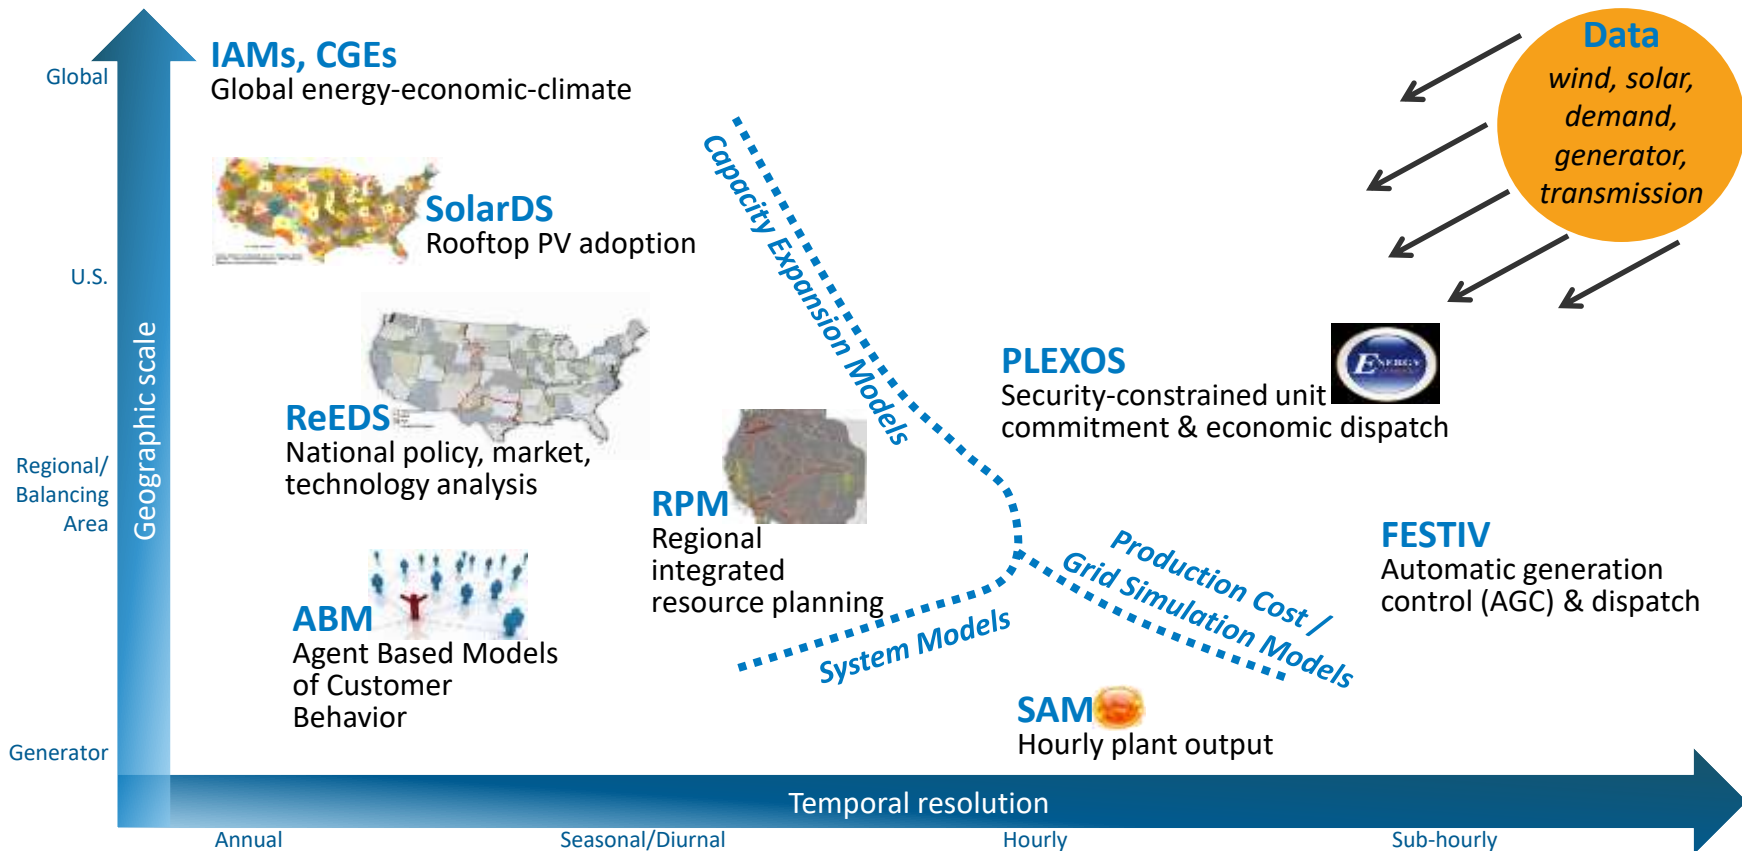 IAMs, CGEs
Global energy-economic-climate
Data
wind, solar,
demand,
generator,
transmission
Global
SolarDS
Rooftop PV adoption
U.S.
Capacity Expansion Models
PLEXOS
Security-constrained unit
commitment & economic dispatch
ENERGY
Geographic scale
ReEDS
National policy, market,
technology analysis
Regional/
Balancing
Area
RPM
Regional
integrated
resource planning
FESTIV
Automatic generation
control (AGC) & dispatch
Production Cost /
Grid Simulation Models
System Models
ABM
Agent Based Models
of Customer
Behavior
SAM
Hourly plant output
Generator
Temporal resolution
Annual
Seasonal/Diurnal
Hourly
Sub-hourly